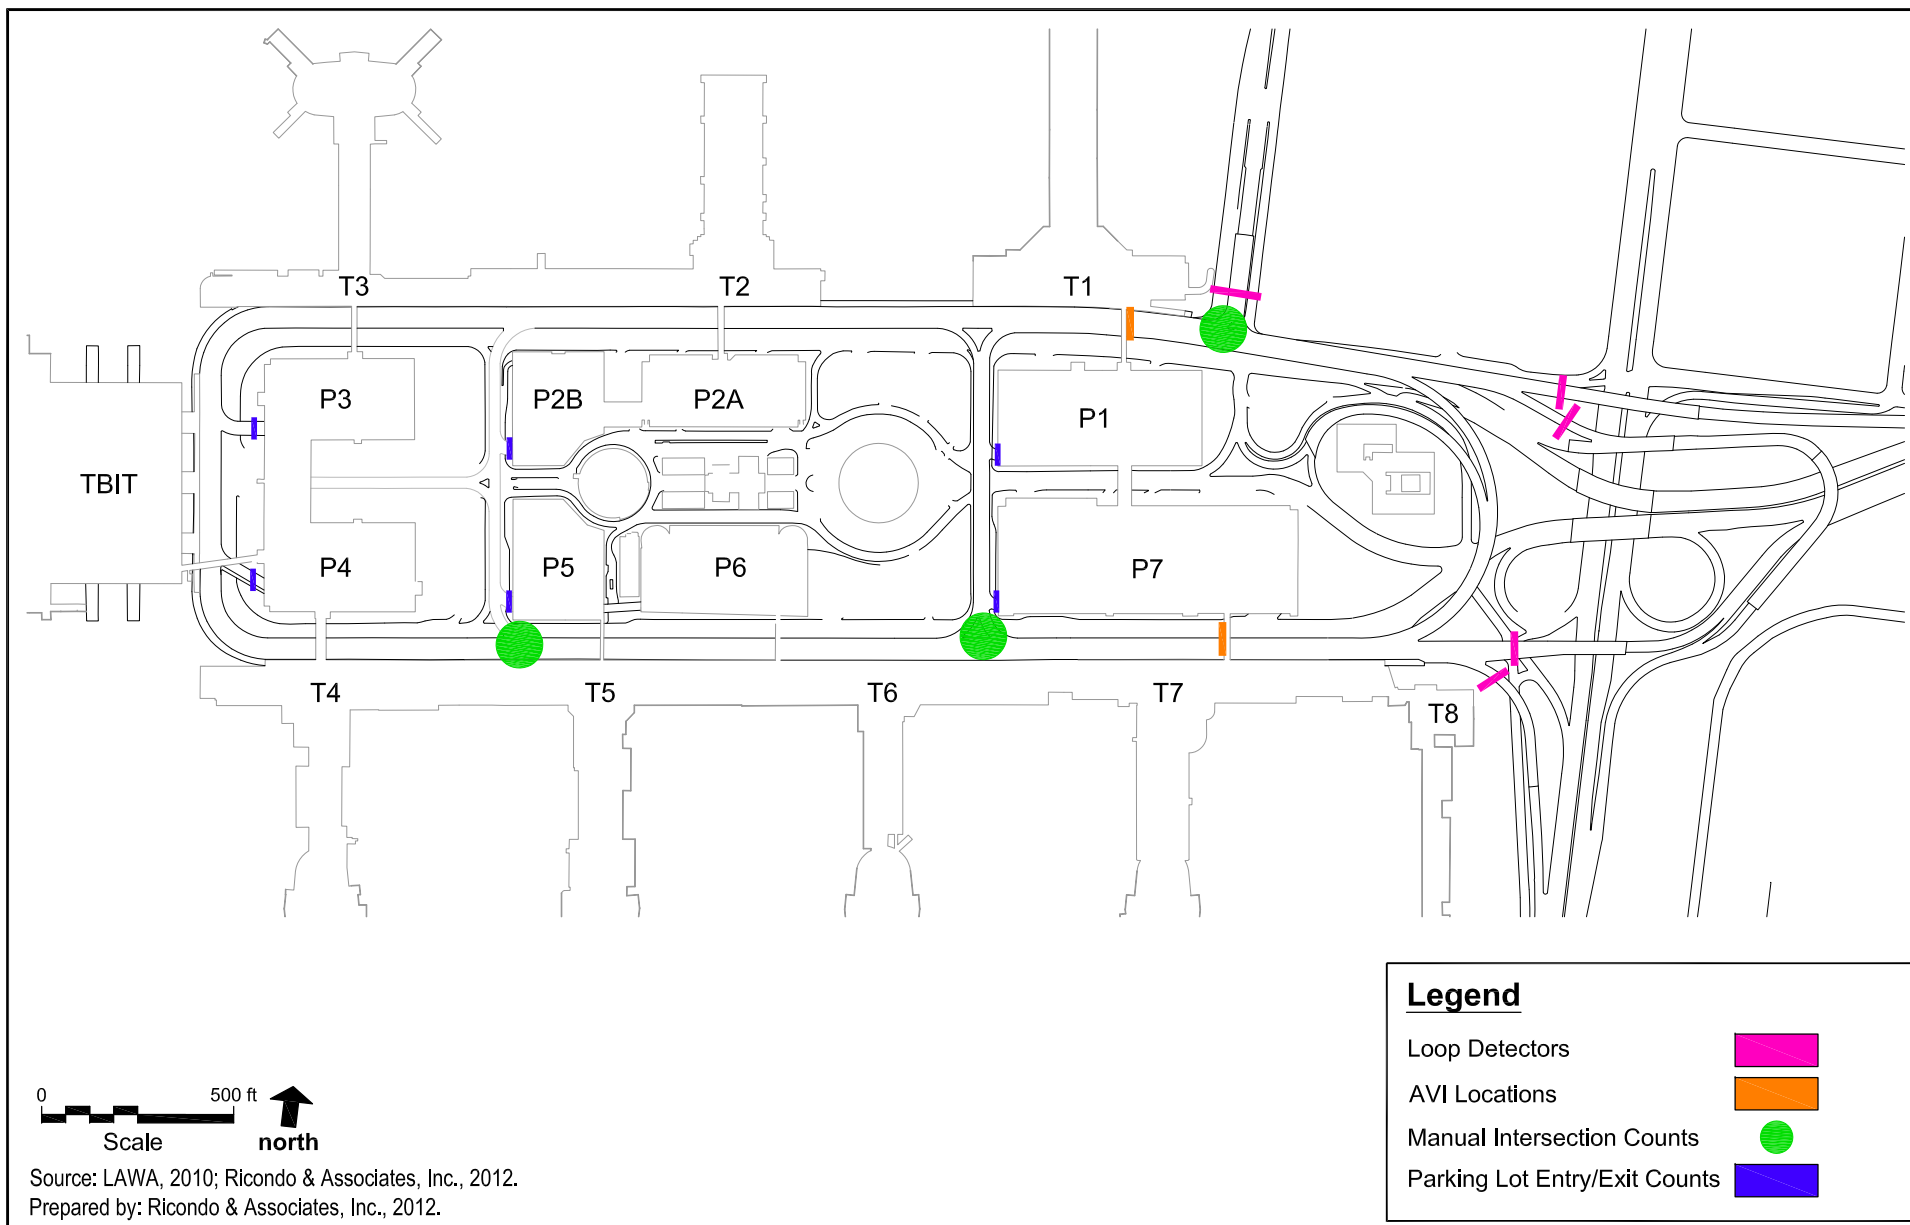 T3
T2
T1
P3
P2B
P2A
P1
TBIT
P4
P5
P6
P7
T4
T5
T6
T7
T8
Legend
Loop Detectors
AVI Locations
Manual Intersection Counts
Parking Lot Entry/Exit Counts
0 500 ft
Scale
north
Source: LAWA, 2010; Ricondo & Associates, Inc., 2012.
Prepared by: Ricondo & Associates, Inc., 2012.